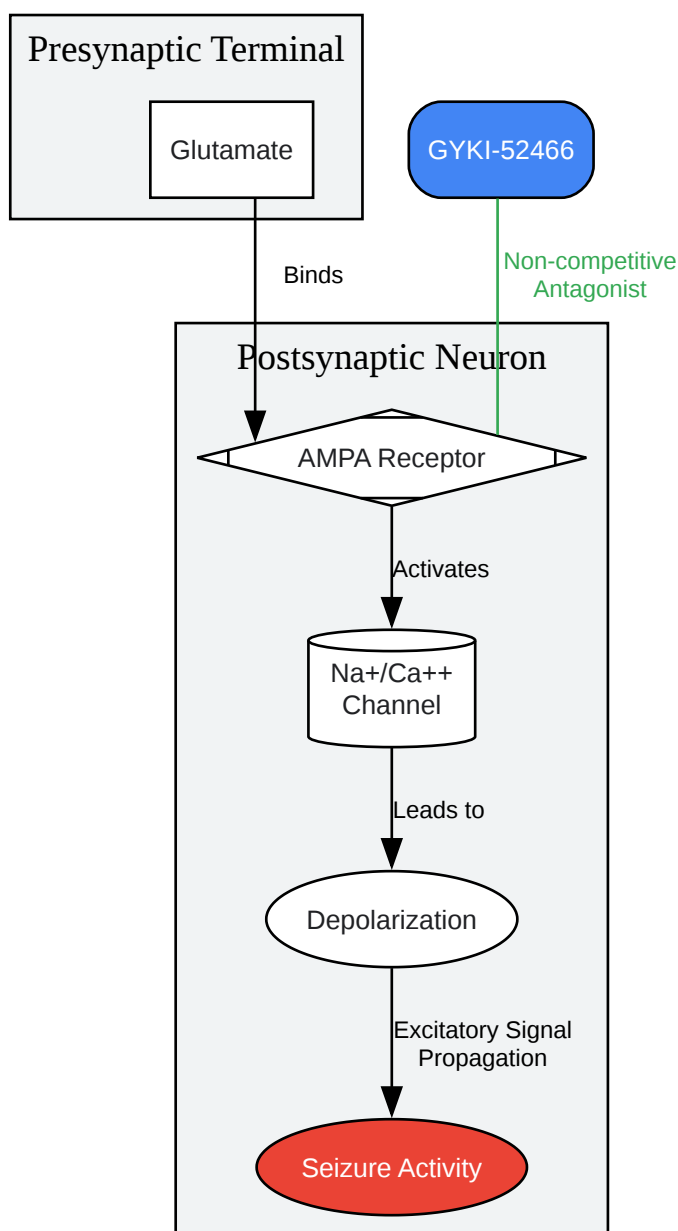 Presynaptic Terminal
Glutamate
GYKI-52466
Binds
Non-competitive
Antagonist
Postsynaptic Neuron
AMPA Receptor
Activates
Na+/Ca++
Channel
Leads to
Depolarization
Excitatory Signal
Propagation
Seizure Activity